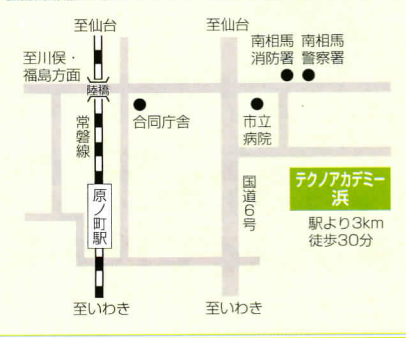 至仙台
至仙台
南相馬
消防署
南相馬
警察署
至川俣・
福島方面
陸橋
合同庁舎
市立
病院
常磐線
原ノ町駅
国道6号
テクノアカデミー
浜
駅より3km
徒歩30分
至いわき
至いわき